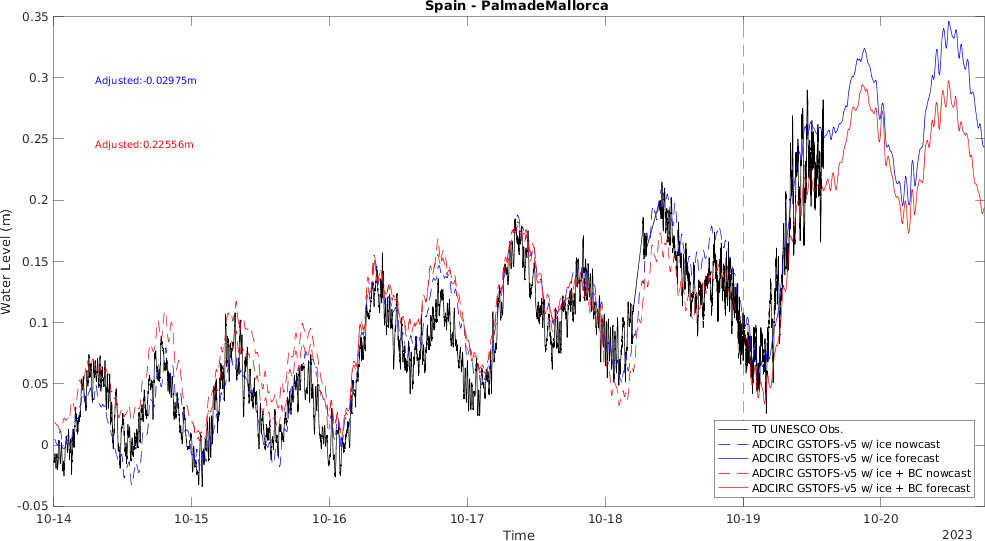 Spain - PalmadeMallorca
0.35
0.3
0.25
0.2
0.15
0.1
0.05
0
-0.05
Water Level (m)
Adjusted:-0.02975m
Adjusted:0.22556m
TD UNESCO Obs.
ADCIRC GSTOFS-v5 w/ ice nowcast
ADCIRC GSTOFS-v5 w/ ice forecast
ADCIRC GSTOFS-v5 w/ ice + BC nowcast
ADCIRC GSTOFS-v5 w/ ice + BC forecast
10-14 10-15 10-16 10-17 10-18 10-19 10-20
Time
2023